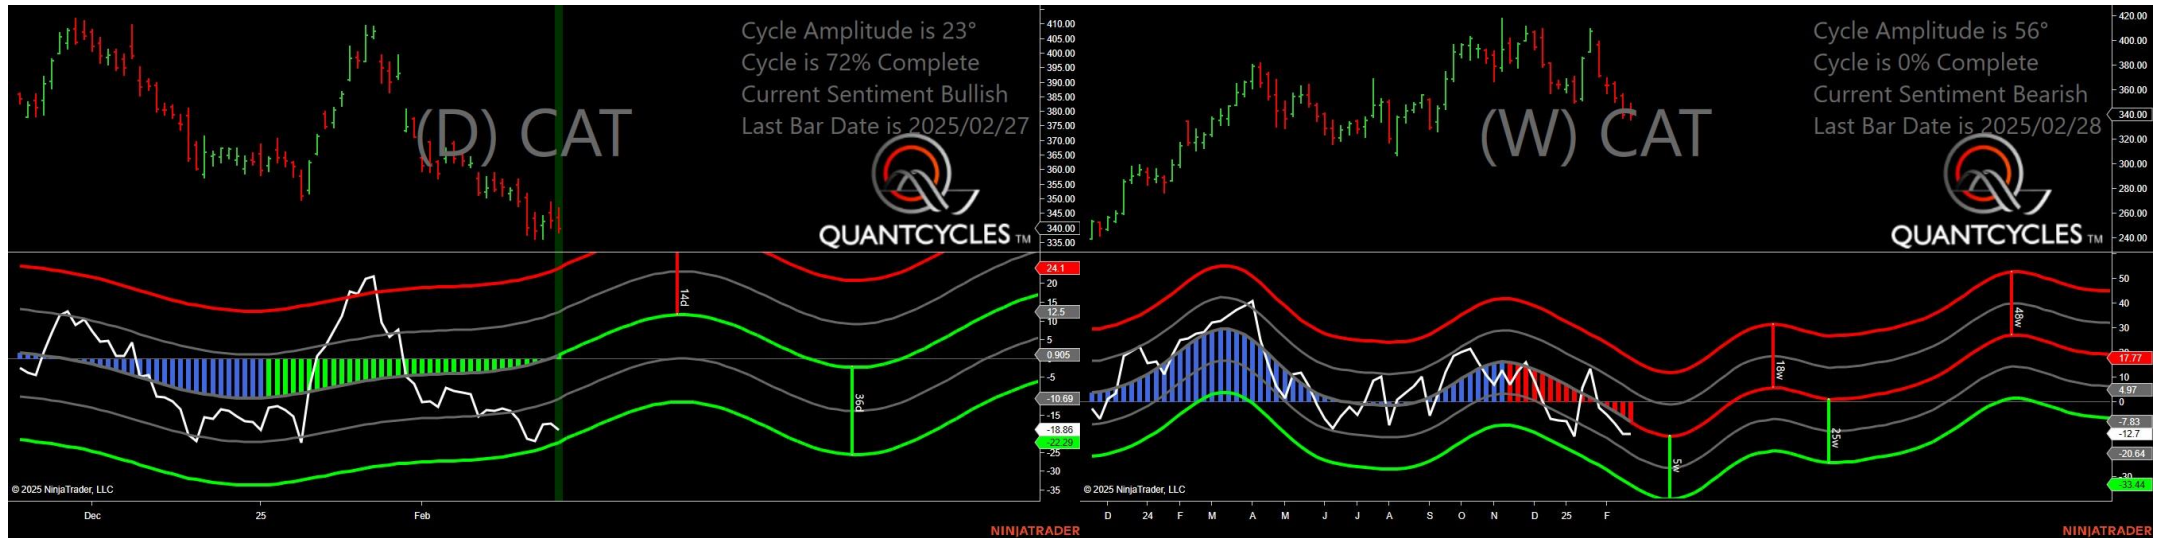 Cycle Amplitude is 23°
Cycle is 72% Complete
Current Sentiment Bullish
Last Bar Date is 2025/02/27
(D) CAT
QUANTCYCLES TM
410.00
405.00
400.00
395.00
390.00
385.00
380.00
375.00
370.00
365.00
360.00
355.00
350.00
345.00
340.00
335.00
24.1
20
15
12.5
10
5
0.905
-5
-10.69
-15
-18.86
-22.29
-25
-30
-35
14d
36d
© 2025 NinjaTrader, LLC
Dec 25 Feb
NINJATRADER
Cycle Amplitude is 56°
Cycle is 0% Complete
Current Sentiment Bearish
Last Bar Date is 2025/02/28
(W) CAT
QUANTCYCLES TM
420.00
400.00
380.00
360.00
340.00
320.00
300.00
280.00
260.00
240.00
50
40
30
17.77
10
4.97
0
-7.83
-12.7
-20.64
-33.44
5w
18w
25w
48w
© 2025 NinjaTrader, LLC
D 24 F M A M J J A S O N D 25 F
NINJATRADER